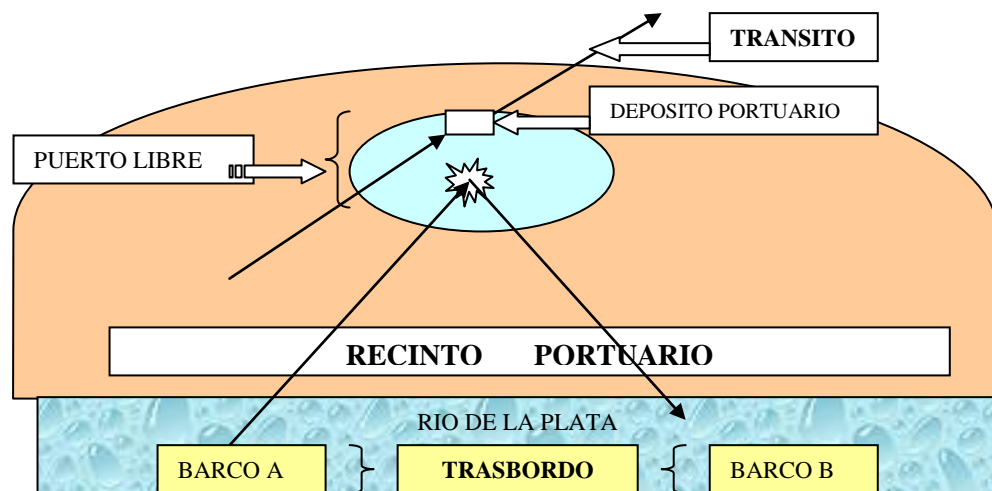 TRANSITO
DEPOSITO PORTUARIO
PUERTO LIBRE
RECINTO PORTUARIO
RIO DE LA PLATA
BARCO A
TRASBORDO
BARCO B